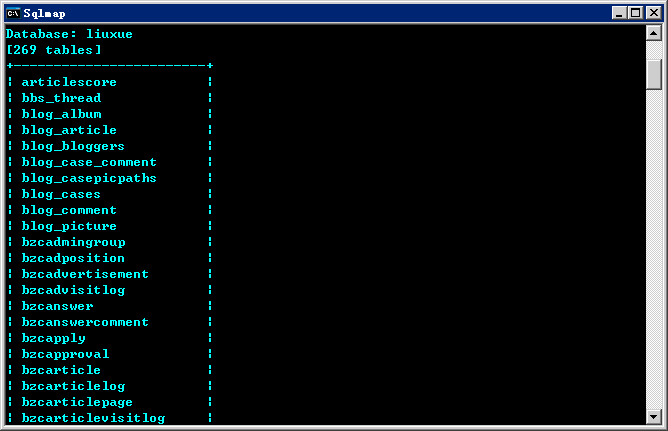 Sqlmap
Database: liuxue
[269 tables]
+------------------------+
| articlescore |
| bbs_thread |
| blog_album |
| blog_article |
| blog_bloggers |
| blog_case_comment |
| blog_casepicpaths |
| blog_cases |
| blog_comment |
| blog_picture |
| bzcadmingroup |
| bzcadposition |
| bzcadvertisement |
| bzcadvisitlog |
| bzcanswer |
| bzcanswercomment |
| bzcapply |
| bzcapproval |
| bzcarticle |
| bzcarticlelog |
| bzcarticlepage |
| bzcarticlevisitlog |